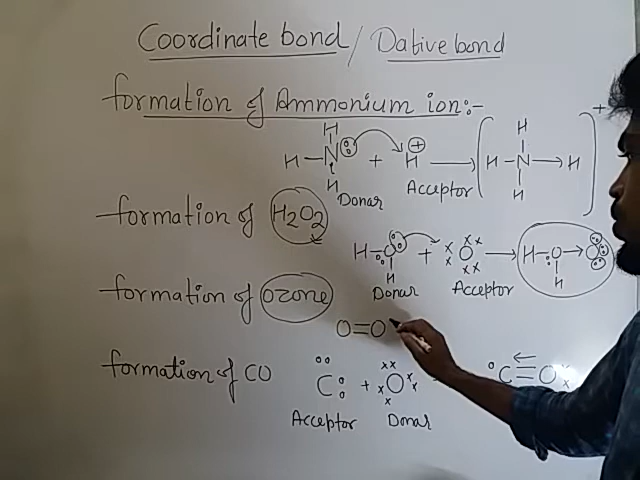 Coordinate bond / Dative bond
formation of Ammonium ion:-
H H +
H-N + H⊕ → [H-N→H]
H H
Donar Acceptor
formation of H2O2
H-O + O → H-O→O
H H
Donar Acceptor
formation of Ozone
O=O
formation of CO C + O C≡O
Acceptor Donar